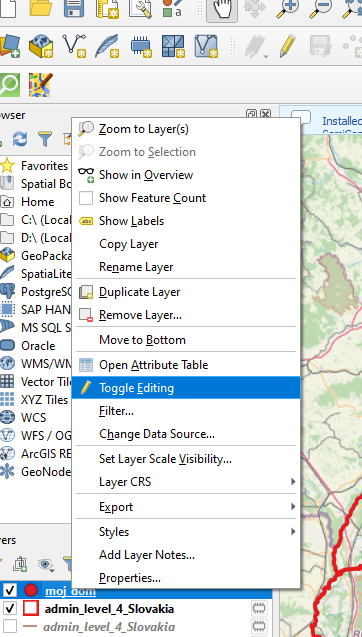 Installed
owser
Zoom to Layer(s)
Favorites
Zoom to Selection
Spatial Bo
Show in Overview
Home
Show Feature Count
C:\ (Local
Show Labels
D:\ (Local
Copy Layer
GeoPacka
Rename Layer
SpatiaLite
PostgreSQ
Duplicate Layer
SAP HAN
Remove Layer...
MS SQL S
Move to Bottom
Oracle
WMS/WM
Open Attribute Table
Vector Tile
Toggle Editing
XYZ Tiles
Filter...
WCS
Change Data Source...
WFS / OG
ArcGIS RE
Set Layer Scale Visibility...
GeoNode
Layer CRS
Export
Styles
yers
Add Layer Notes...
Properties...
moj_dom
admin_level_4_Slovakia
admin_level_4_Slovakia